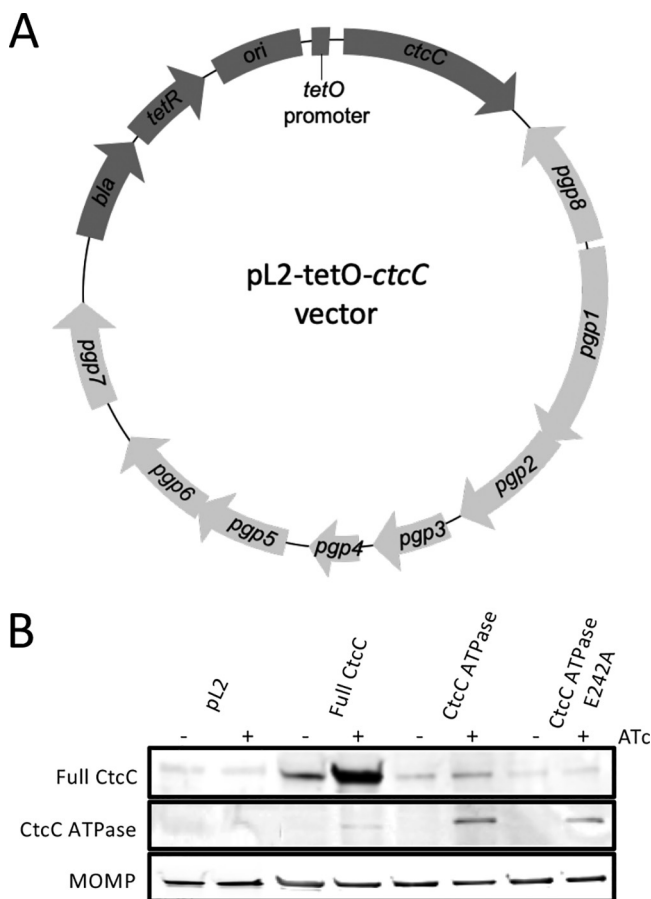 A
ori
tetO
promoter
ctcC
tetR
bla
pgp8
pL2-tetO-ctcC
vector
pgp1
pgp7
pgp2
pgp6
pgp5
pgp4
pgp3
B
pL2
Full CtcC
CtcC ATPase
CtcC ATPase
E242A
- + - + - + - + ATc
Full CtcC
CtcC ATPase
MOMP